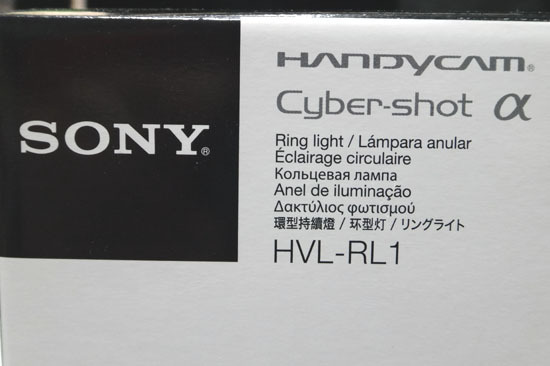 SONY®
HANDYCAM®
Cyber-shot α
Ring light / Lámpara anular
Éclairage circulaire
Кольцевая лампа
Anel de iluminação
Δακτύλιος φωτισμού
環型持續燈 / 环型灯 / リングライト
HVL-RL1